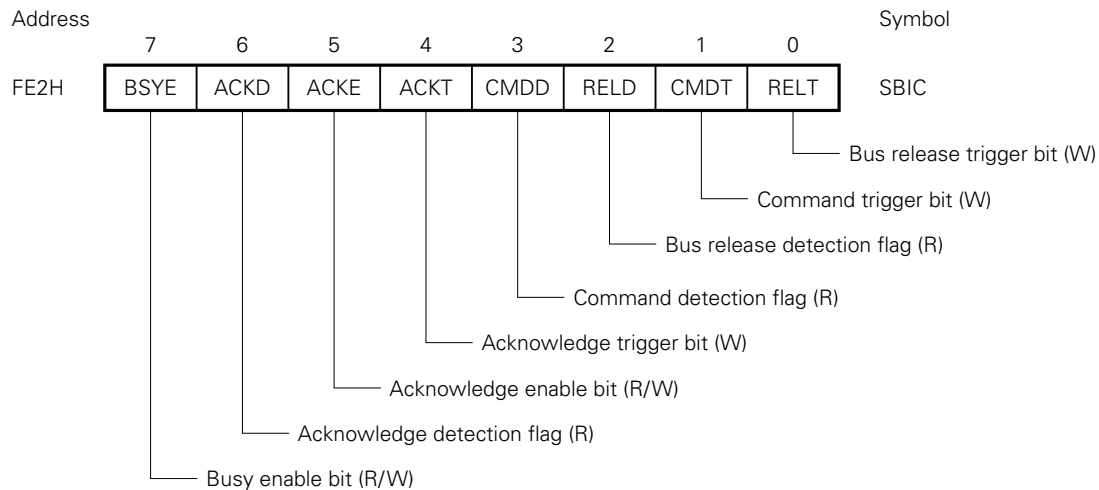 Address Symbol
7 6 5 4 3 2 1 0
FE2H BSYE ACKD ACKE ACKT CMDD RELD CMDT RELT SBIC
Bus release trigger bit (W)
Command trigger bit (W)
Bus release detection flag (R)
Command detection flag (R)
Acknowledge trigger bit (W)
Acknowledge enable bit (R/W)
Acknowledge detection flag (R)
Busy enable bit (R/W)